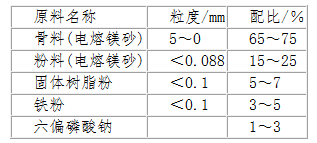 原料名称 粒度/mm 配比/%
骨料(电熔镁砂) 5~0 65~75
粉料(电熔镁砂) <0.088 15~25
固体树脂粉 <0.1 5~7
铁粉 <0.1 3~5
六偏磷酸钠 1~3